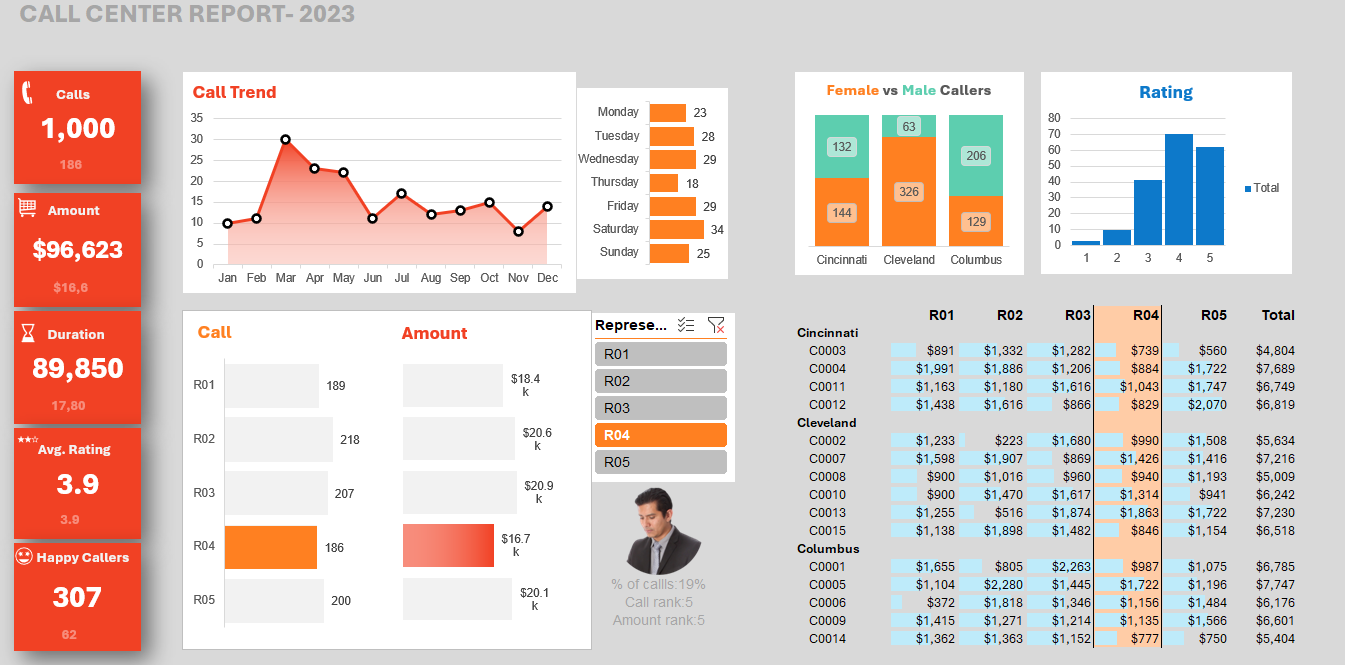 CALL CENTER REPORT- 2023
Calls
1,000
186
Amount
$96,623
$16,6
Duration
89,850
17,80
Avg. Rating
3.9
3.9
Happy Callers
307
62
Call Trend
35
30
25
20
15
10
5
0
Jan Feb Mar Apr May Jun Jul Aug Sep Oct Nov Dec
Monday 23
Tuesday 28
Wednesday 29
Thursday 18
Friday 29
Saturday 34
Sunday 25
Female vs Male Callers
132 63 206
144 326 129
Cincinnati Cleveland Columbus
Rating
80
70
60
50
40
30
20
10
0
1 2 3 4 5
Total
Call
R01 189
R02 218
R03 207
R04 186
R05 200
Amount
$18.4
k
$20.6
k
$20.9
k
$16.7
k
$20.1
k
Represe...
R01
R02
R03
R04
R05
% of callls:19%
Call rank:5
Amount rank:5
R01 R02 R03 R04 R05 Total
Cincinnati
C0003 $891 $1,332 $1,282 $739 $560 $4,804
C0004 $1,991 $1,886 $1,206 $884 $1,722 $7,689
C0011 $1,163 $1,180 $1,616 $1,043 $1,747 $6,749
C0012 $1,438 $1,616 $866 $829 $2,070 $6,819
Cleveland
C0002 $1,233 $223 $1,680 $990 $1,508 $5,634
C0007 $1,598 $1,907 $869 $1,426 $1,416 $7,216
C0008 $900 $1,016 $960 $940 $1,193 $5,009
C0010 $900 $1,470 $1,617 $1,314 $941 $6,242
C0013 $1,255 $516 $1,874 $1,863 $1,722 $7,230
C0015 $1,138 $1,898 $1,482 $846 $1,154 $6,518
Columbus
C0001 $1,655 $805 $2,263 $987 $1,075 $6,785
C0005 $1,104 $2,280 $1,445 $1,722 $1,196 $7,747
C0006 $372 $1,818 $1,346 $1,156 $1,484 $6,176
C0009 $1,415 $1,271 $1,214 $1,135 $1,566 $6,601
C0014 $1,362 $1,363 $1,152 $777 $750 $5,404